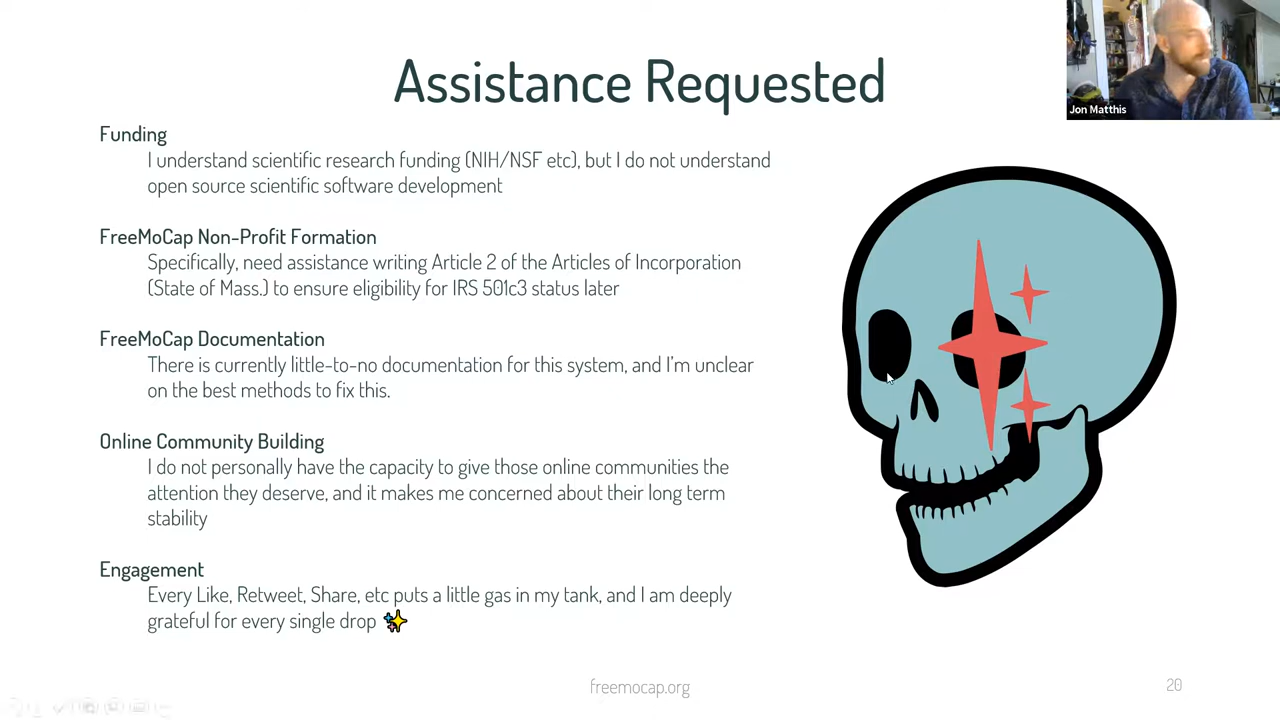 Jon Matthis
Assistance Requested
Funding
I understand scientific research funding (NIH/NSF etc), but I do not understand
open source scientific software development
FreeMoCap Non-Profit Formation
Specifically, need assistance writing Article 2 of the Articles of Incorporation
(State of Mass.) to ensure eligibility for IRS 501c3 status later
FreeMoCap Documentation
There is currently little-to-no documentation for this system, and I'm unclear
on the best methods to fix this.
Online Community Building
I do not personally have the capacity to give those online communities the
attention they deserve, and it makes me concerned about their long term
stability
Engagement
Every Like, Retweet, Share, etc puts a little gas in my tank, and I am deeply
grateful for every single drop ✨
freemocap.org
20